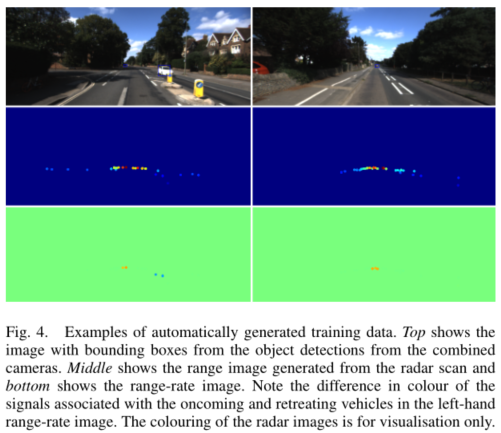 Fig. 4. Examples of automatically generated training data. Top shows the
image with bounding boxes from the object detections from the combined
cameras. Middle shows the range image generated from the radar scan and
bottom shows the range-rate image. Note the difference in colour of the
signals associated with the oncoming and retreating vehicles in the left-hand
range-rate image. The colouring of the radar images is for visualisation only.